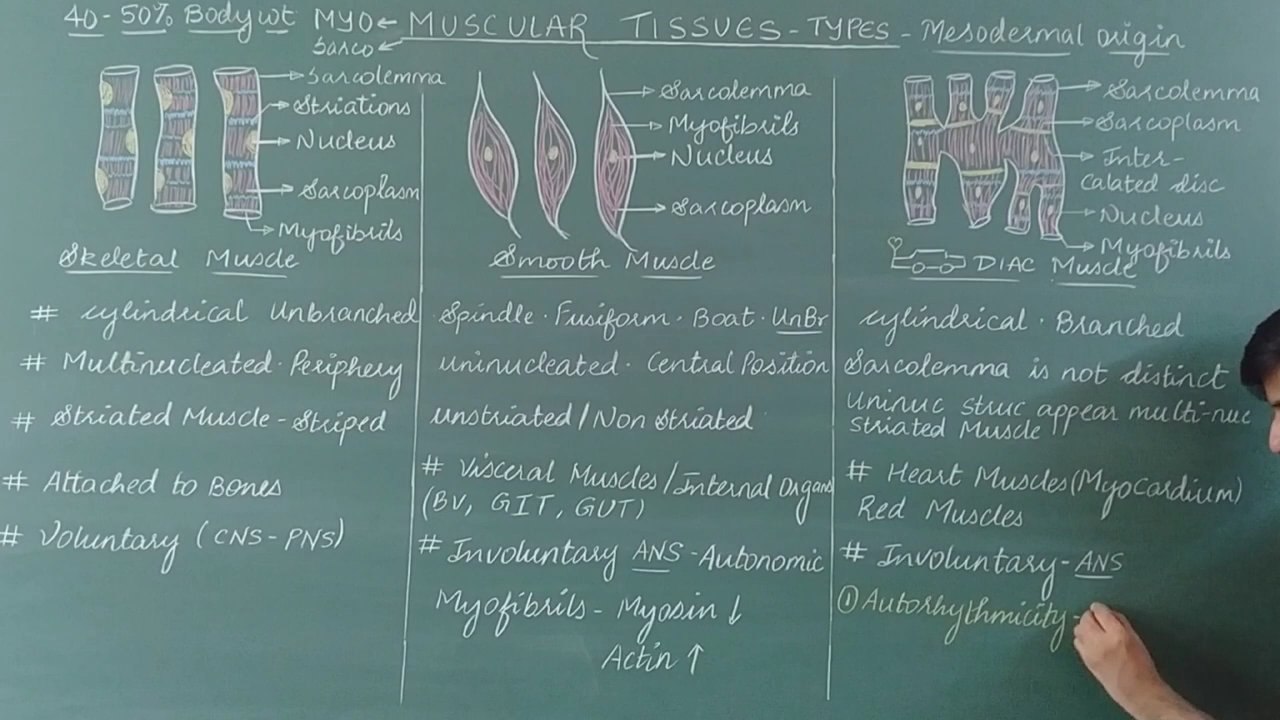 40-50% Body wt MYO← MUSCULAR TISSUES-TYPES - Mesodermal origin
Sarco←
Sarcolemma
Striations
Nucleus
Sarcoplasm
Myofibrils
Skeletal Muscle
# Cylindrical Unbranched
# Multinucleated · Periphery
# Striated Muscle - Striped
# Attached to Bones
# Voluntary (CNS-PNS)
Sarcolemma
Myofibrils
Nucleus
Sarcoplasm
Smooth Muscle
Spindle · Fusiform · Boat · UnBr
uninucleated · Central Position
unstriated / Non Striated
# Visceral Muscles / Internal Organs
(BV, GIT, GUT)
# Involuntary ANS - Autonomic
Myofibrils - Myosin ↓
Actin ↑
Sarcolemma
Sarcoplasm
Inter-
Calated disc
Nucleus
Myofibrils
DIAC Muscle
Cylindrical · Branched
Sarcolemma is not distinct
Uninuc Struc appear multi-nuc
Striated Muscle
# Heart Muscles (Myocardium)
Red Muscles
# Involuntary - ANS
① Autorhythmicity -